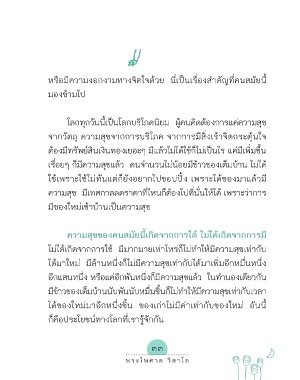 หรือมีความงอกงามทางจิตใจด้วย นี่เป็นเรื่องสำคัญที่คนสมัยนี้
มองข้ามไป
โลกทุกวันนี้เป็นโลกบริโภคนิยม ผู้คนคิดต้องการแค่ความสุข
จากวัตถุ ความสุขจากการบริโภค จากการมีสิ่งเร้าจิตกระตุ้นใจ
ต้องมีทรัพย์สินเงินทองเยอะๆ มีแล้วไม่ได้ใช้ก็ไม่เป็นไร แค่มีเพิ่มขึ้น
เรื่อยๆ ก็มีความสุขแล้ว คนจำนวนไม่น้อยมีข้าวของเต็มบ้าน ไม่ได้
ใช้เพราะใช้ไม่ทันแต่ก็ยังอยากไปชอปปิ้ง เพราะได้ของมาแล้วมี
ความสุข มีเทศกาลลดราคาที่ไหนก็ต้องไปที่นั่นให้ได้ เพราะว่าการ
มีของใหม่เข้าบ้านเป็นความสุข
ความสุขของคนสมัยนี้เกิดจากการได้ ไม่ได้เกิดจากการมี
ไม่ได้เกิดจากการใช้ มีมากมายเท่าไหร่ก็ไม่ทำให้มีความสุขเท่ากับ
ได้มาใหม่ มีล้านหนึ่งก็ไม่มีความสุขเท่ากับได้มาเพิ่มอีกหมื่นหนึ่ง
อีกแสนหนึ่ง หรือแค่อีกพันหนึ่งก็มีความสุขแล้ว ในทำนองเดียวกัน
มีข้าวของเต็มบ้านนับพันนับหมื่นชิ้นก็ไม่ทำให้มีความสุขเท่ากับเวลา
ได้ของใหม่มาอีกหนึ่งชิ้น ของเก่าไม่มีค่าเท่ากับของใหม่ อันนี้
ก็คือประโยชน์ทางโลกที่เรารู้จักกัน
๓๓
พระไพศาล วิสาโล